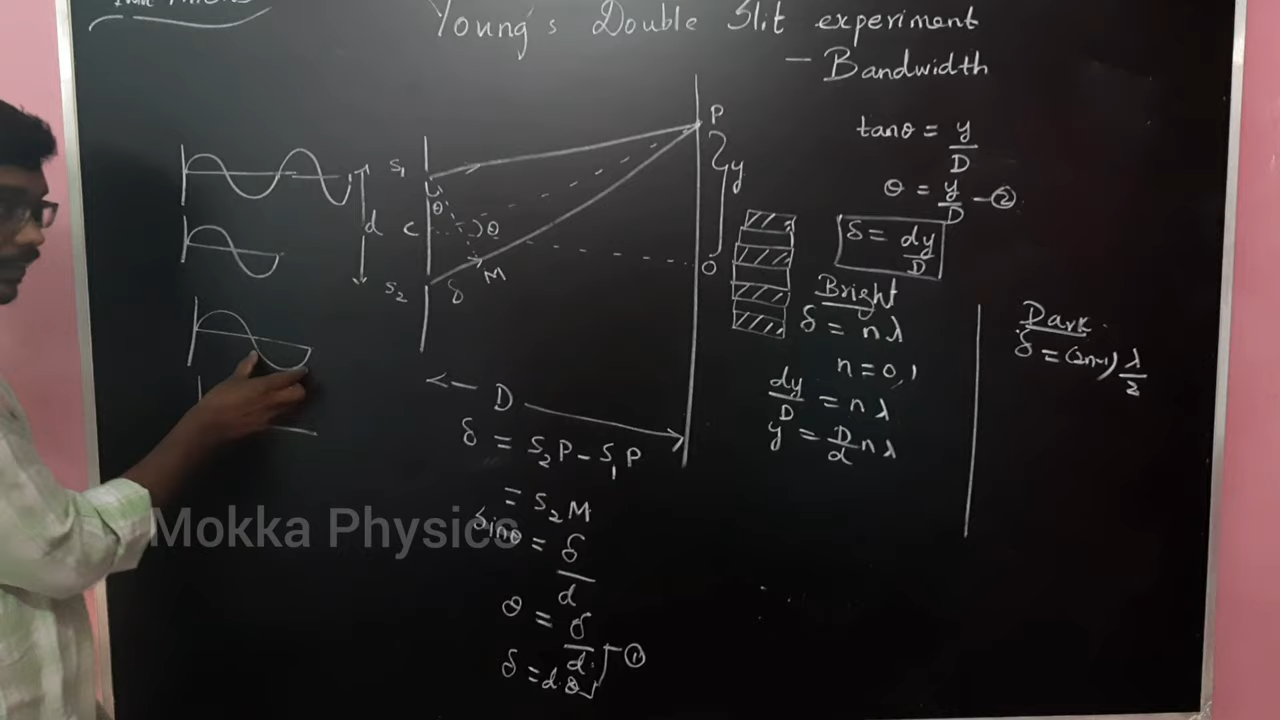 Young's Double Slit experiment
- Bandwidth
S₁
d
C
S₂
θ
θ
M
δ
P
y
O
D
δ = S₂P - S₁P
= S₂M
Sinθ = δ/d
θ = δ/d
δ = d.θ ①
tanθ = y/D
θ = y/D - ②
δ = dy/D
Bright
δ = nλ
n = 0, 1
dy/D = nλ
y = D/d nλ
Dark
δ = (2n-1) λ/2
Mokka Physics